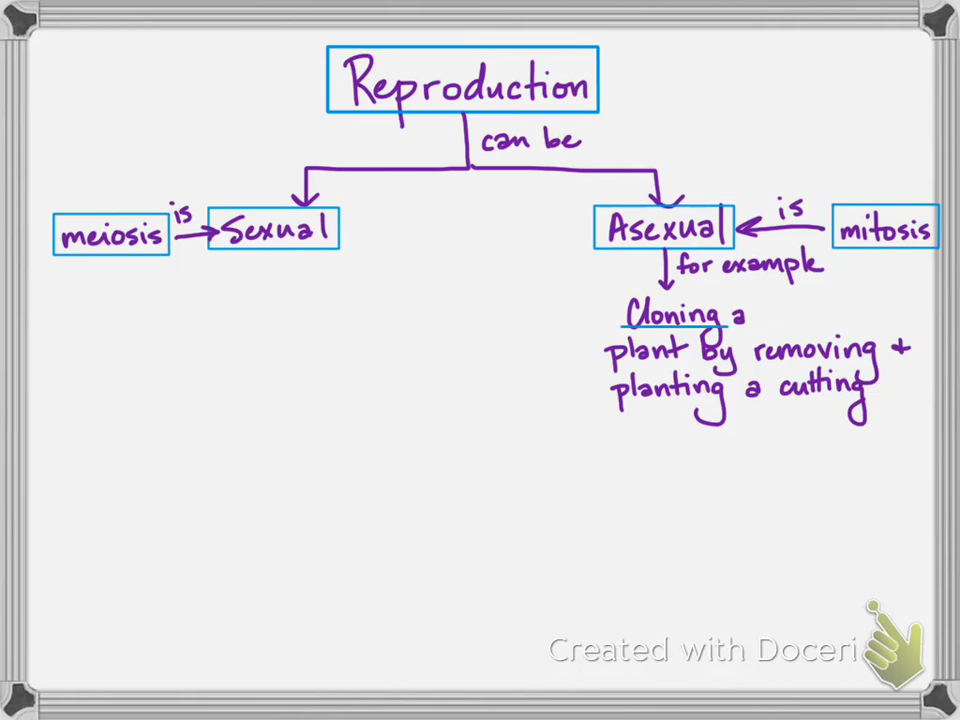 Reproduction
can be
meiosis is Sexual
Asexual is mitosis
for example
Cloning a
plant by removing +
planting a cutting
Created with Doceri